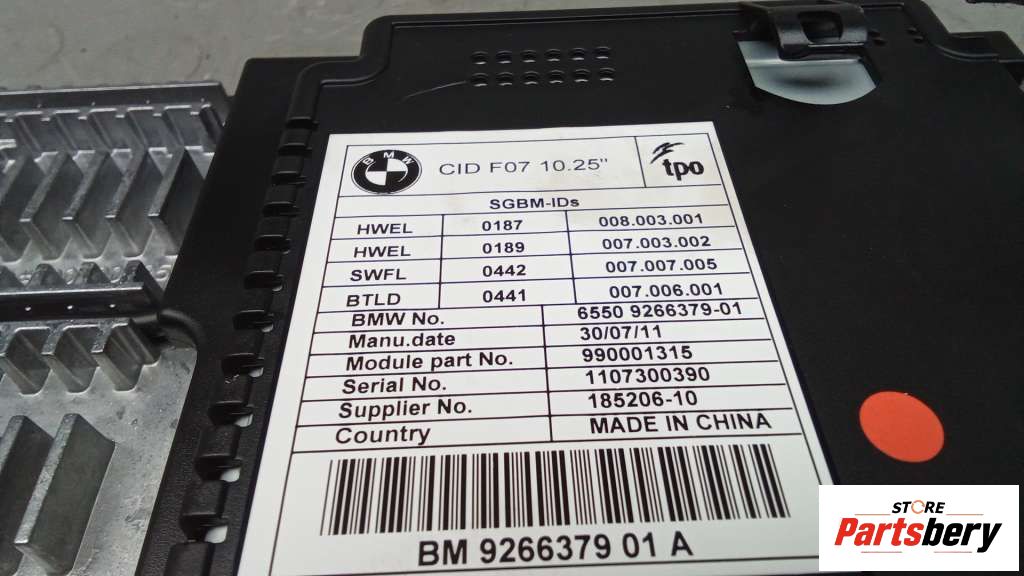 BMW
CID F07 10.25"
tpo
SGBM-IDs
HWEL 0187 008.003.001
HWEL 0189 007.003.002
SWFL 0442 007.007.005
BTLD 0441 007.006.001
BMW No. 6550 9266379-01
Manu.date 30/07/11
Module part No. 990001315
Serial No. 1107300390
Supplier No. 185206-10
Country MADE IN CHINA
BM 9266379 01 A
STORE
Partsbery